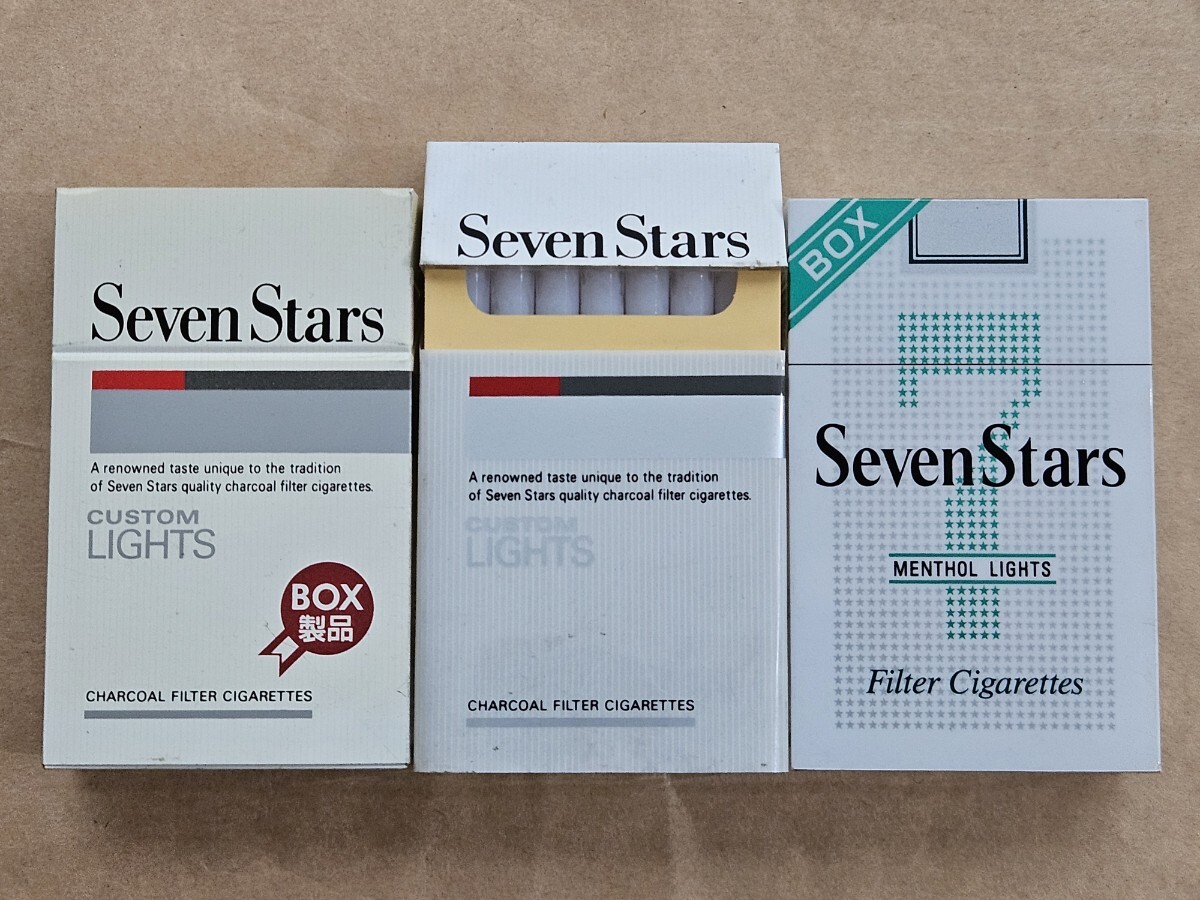 Seven Stars
A renowned taste unique to the tradition
of Seven Stars quality charcoal filter cigarettes.
CUSTOM
LIGHTS
BOX
製品
CHARCOAL FILTER CIGARETTES
Seven Stars
A renowned taste unique to the tradition
of Seven Stars quality charcoal filter cigarettes.
CUSTOM
LIGHTS
CHARCOAL FILTER CIGARETTES
BOX
7
Seven Stars
MENTHOL LIGHTS
Filter Cigarettes